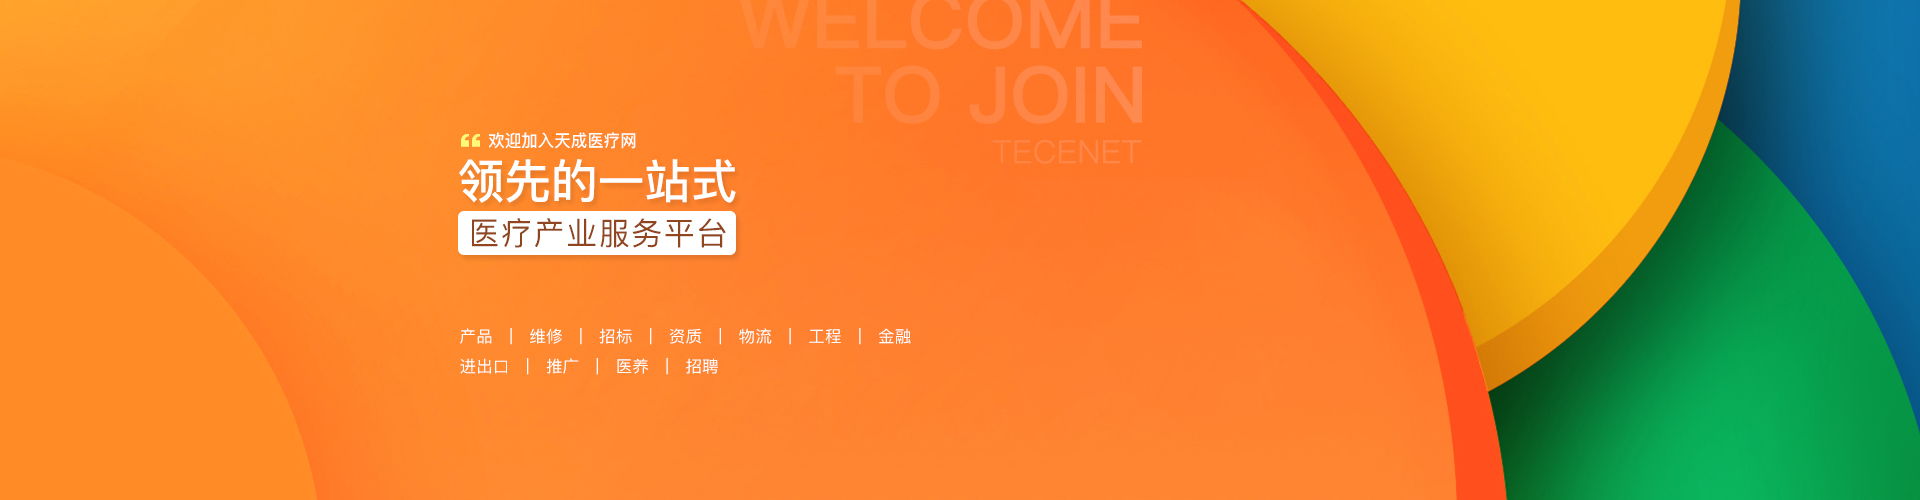 WELCOME
TO JOIN
TECENET
欢迎加入天成医疗网
领先的一站式
医疗产业服务平台
产品 | 维修 | 招标 | 资质 | 物流 | 工程 | 金融
进出口 | 推广 | 医养 | 招聘